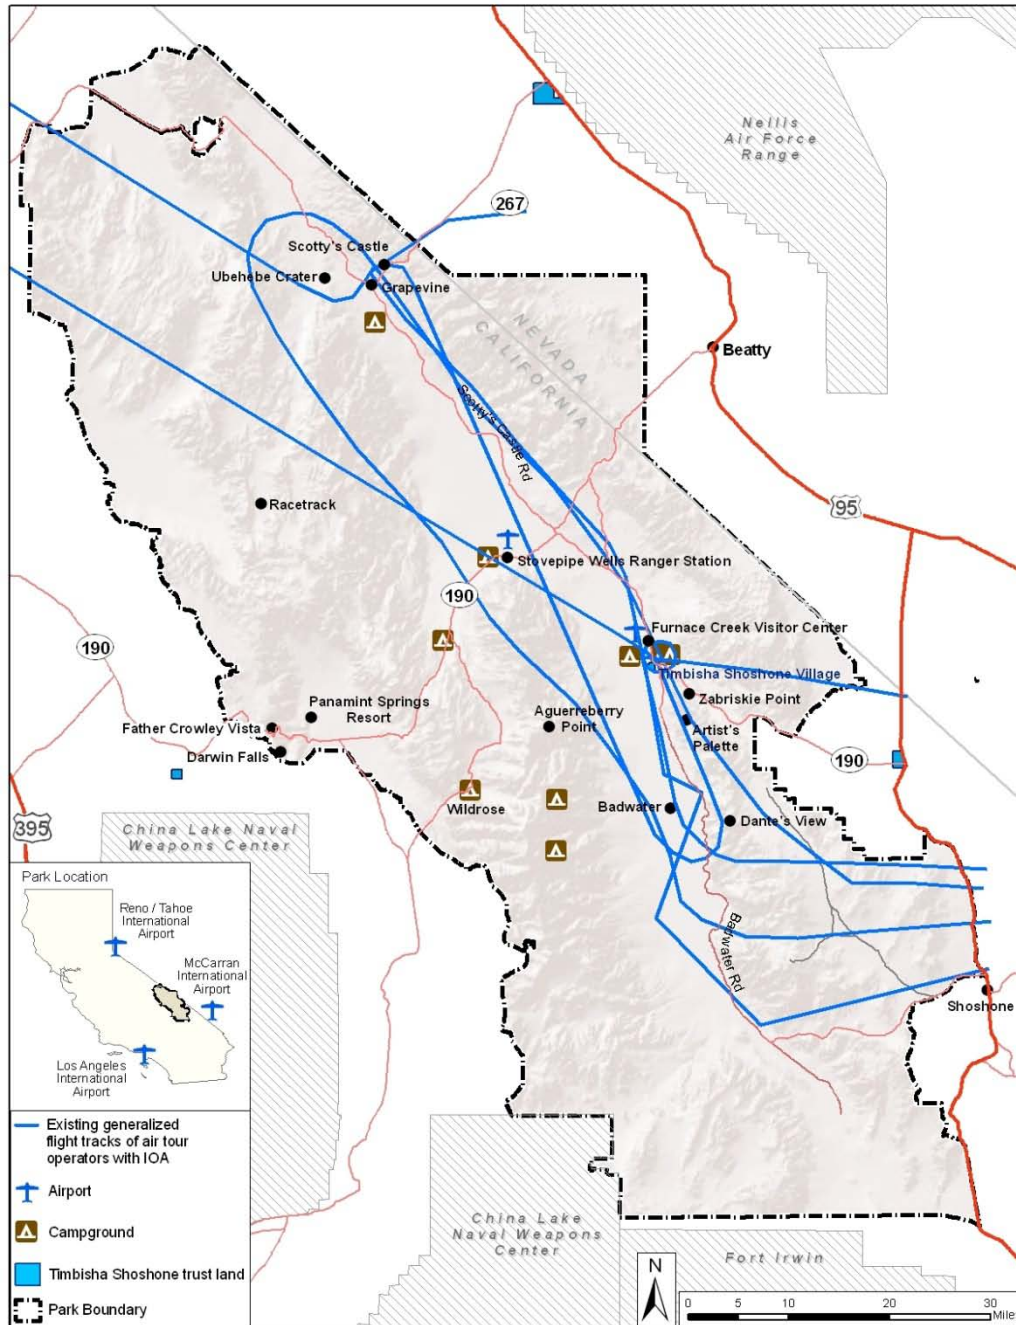 Nellis
Air Force
Range
267
Scotty's Castle
Ubehebe Crater
Grapevine
NEVADA
CALIFORNIA
Beatty
Scotty's Castle Rd
95
Racetrack
Stovepipe Wells Ranger Station
190
Furnace Creek Visitor Center
190
Timbisha Shoshone Village
Zabriskie Point
Panamint Springs
Resort
Aguerreberry
Point
Artist's
Palette
Father Crowley Vista
Darwin Falls
190
Wildrose
Badwater
Dante's View
395
China Lake Naval
Weapons Center
Badwater Rd
Shoshone
Park Location
Reno / Tahoe
International
Airport
McCarran
International
Airport
Los Angeles
International
Airport
Existing generalized
flight tracks of air tour
operators with IOA
Airport
Campground
Timbisha Shoshone trust land
Park Boundary
China Lake
Naval Weapons
Center
Fort Irwin
N
0 5 10 20 30
Miles